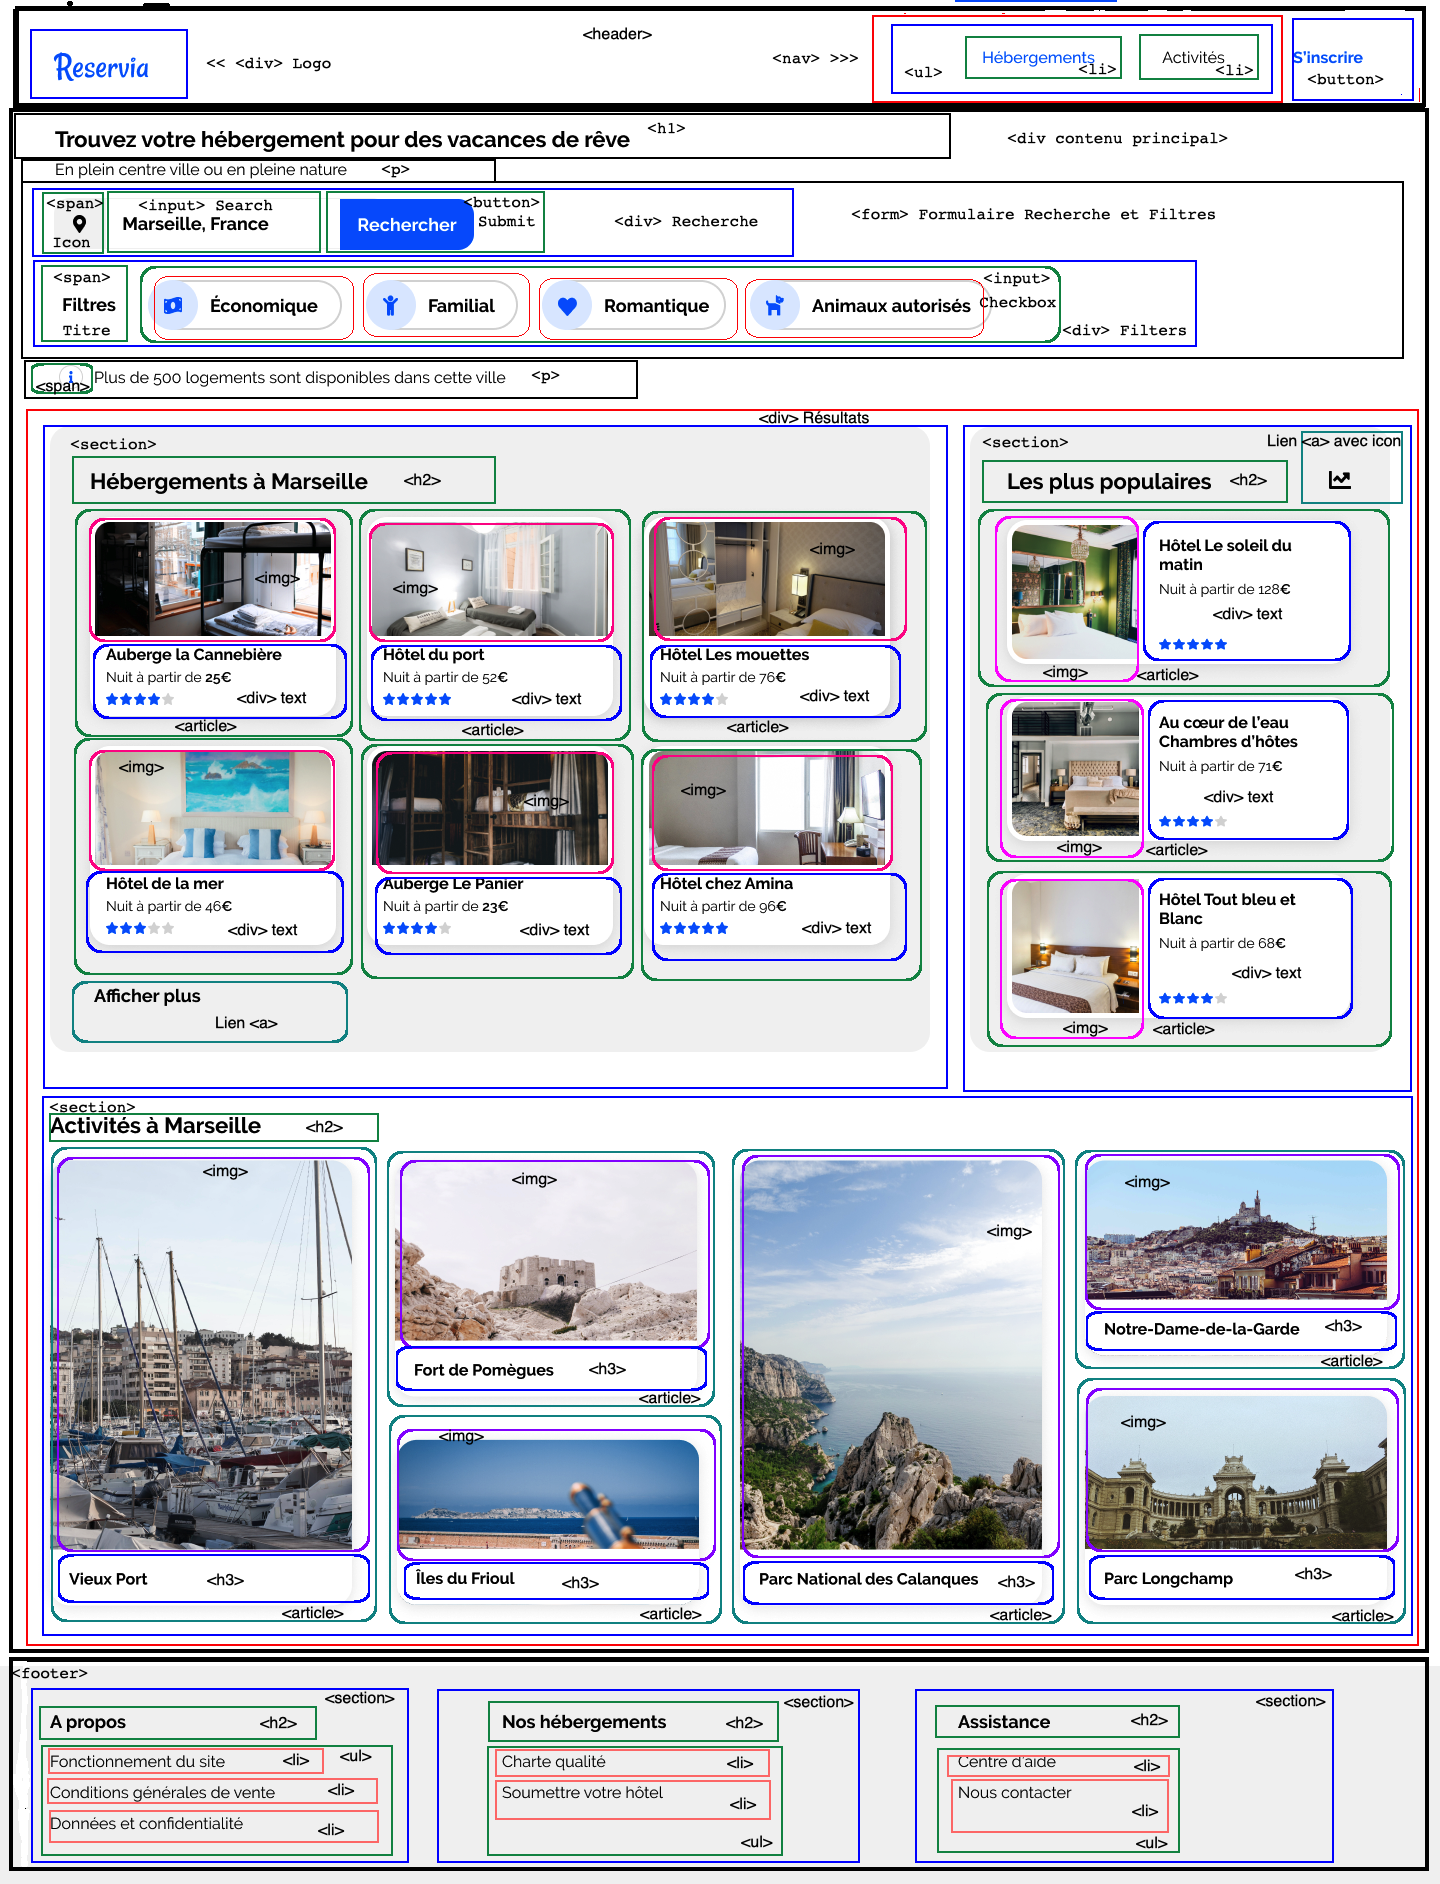 <header>
Reservia
<< <div> Logo
<nav> >>>
<ul>
Hébergements
<li>
Activités
<li>
S'inscrire
<button>
Trouvez votre hébergement pour des vacances de rêve <h1>
<div contenu principal>
En plein centre ville ou en pleine nature <p>
<span>
Icon
<input> Search
Marseille, France
Rechercher
<button>
Submit
<div> Recherche
<form> Formulaire Recherche et Filtres
<span>
Filtres
Titre
Économique
Familial
Romantique
Animaux autorisés
<input>
Checkbox
<div> Filters
<span>
Plus de 500 logements sont disponibles dans cette ville <p>
<div> Résultats
<section>
Hébergements à Marseille <h2>
<img>
Auberge la Cannebière
Nuit à partir de 25€
<div> text
<article>
<img>
Hôtel du port
Nuit à partir de 52€
<div> text
<article>
<img>
Hôtel Les mouettes
Nuit à partir de 76€
<div> text
<article>
<img>
Hôtel de la mer
Nuit à partir de 46€
<div> text
<img>
Auberge Le Panier
Nuit à partir de 23€
<div> text
<img>
Hôtel chez Amina
Nuit à partir de 96€
<div> text
Afficher plus
Lien <a>
<section>
Lien <a> avec icon
Les plus populaires <h2>
Hôtel Le soleil du
matin
Nuit à partir de 128€
<div> text
<img>
<article>
Au cœur de l'eau
Chambres d'hôtes
Nuit à partir de 71€
<div> text
<img>
<article>
Hôtel Tout bleu et
Blanc
Nuit à partir de 68€
<div> text
<img>
<article>
<section>
Activités à Marseille <h2>
<img>
Vieux Port <h3>
<article>
<img>
Fort de Pomègues <h3>
<article>
<img>
Îles du Frioul <h3>
<article>
<img>
Parc National des Calanques <h3>
<article>
<img>
Notre-Dame-de-la-Garde <h3>
<article>
<img>
Parc Longchamp <h3>
<article>
<footer>
<section>
A propos <h2>
Fonctionnement du site <li> <ul>
Conditions générales de vente <li>
Données et confidentialité <li>
<section>
Nos hébergements <h2>
Charte qualité <li>
Soumettre votre hôtel
<li>
<ul>
<section>
Assistance <h2>
Centre d'aide <li>
Nous contacter
<li>
<ul>